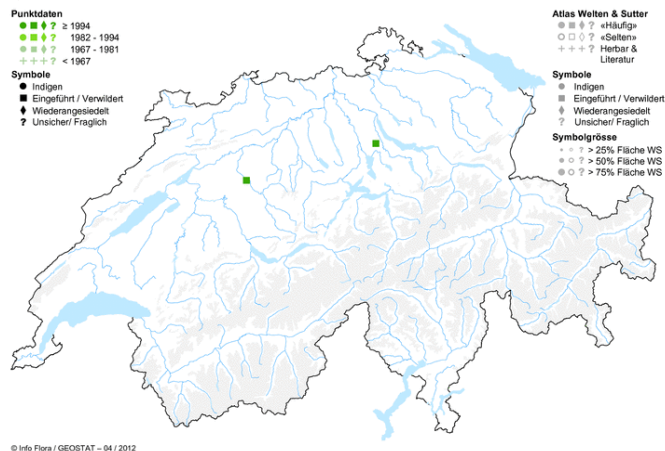 Punktdaten
? ≥ 1994
? 1982 - 1994
? 1967 - 1981
< 1967
Symbole
Indigen
Eingeführt / Verwildert
Wiederangesiedelt
? Unsicher/ Fraglich
Atlas Welten & Sutter
? «Häufig»
? «Selten»
Herbar &
Literatur
Symbole
Indigen
Eingeführt / Verwildert
Wiederangesiedelt
? Unsicher/ Fraglich
Symbolgrösse
? > 25% Fläche WS
? > 50% Fläche WS
? > 75% Fläche WS
© Info Flora / GEOSTAT – 04 / 2012